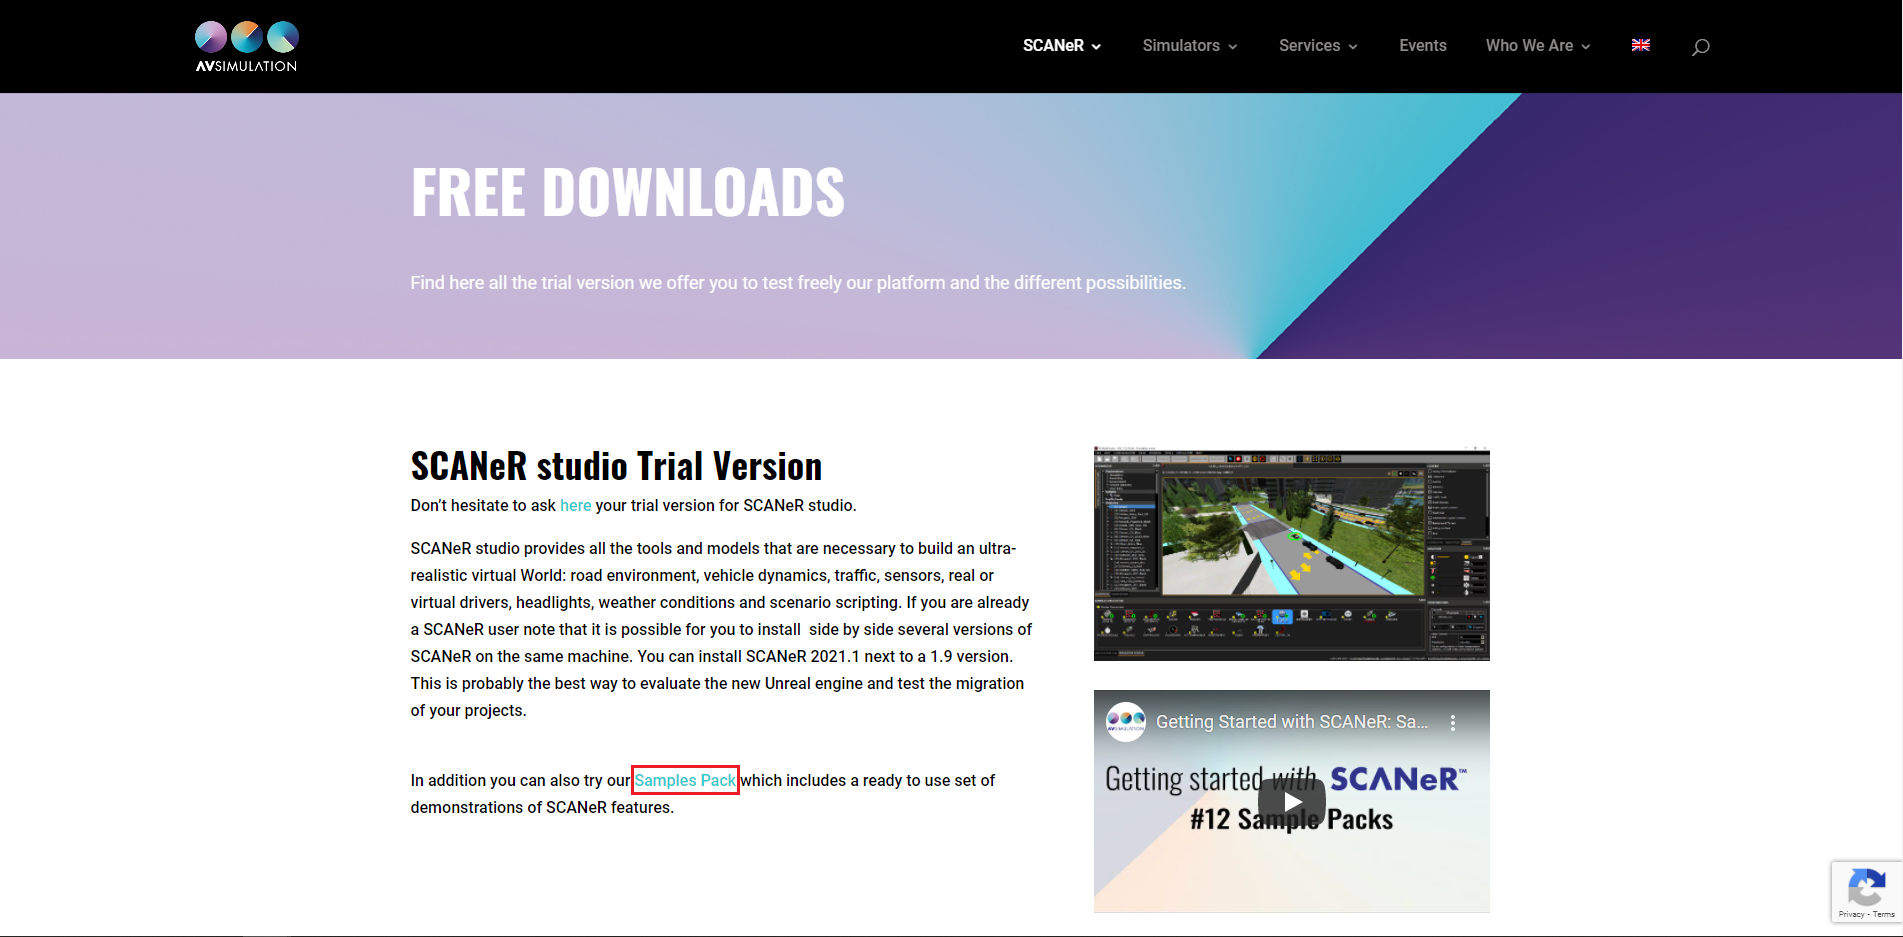 AVSIMULATION
SCANeR
Simulators
Services
Events
Who We Are
FREE DOWNLOADS
Find here all the trial version we offer you to test freely our platform and the different possibilities.
SCANeR studio Trial Version
Don’t hesitate to ask here your trial version for SCANeR studio.
SCANeR studio provides all the tools and models that are necessary to build an ultra-
realistic virtual World: road environment, vehicle dynamics, traffic, sensors, real or
virtual drivers, headlights, weather conditions and scenario scripting. If you are already
a SCANeR user note that it is possible for you to install  side by side several versions of
SCANeR on the same machine. You can install SCANeR 2021.1 next to a 1.9 version.
This is probably the best way to evaluate the new Unreal engine and test the migration
of your projects.
In addition you can also try our Samples Pack which includes a ready to use set of
demonstrations of SCANeR features.
AVSIMULATION
Getting Started with SCANeR: Sa...
Getting started with SCANeR™
#12 Sample Packs
Privacy - Terms